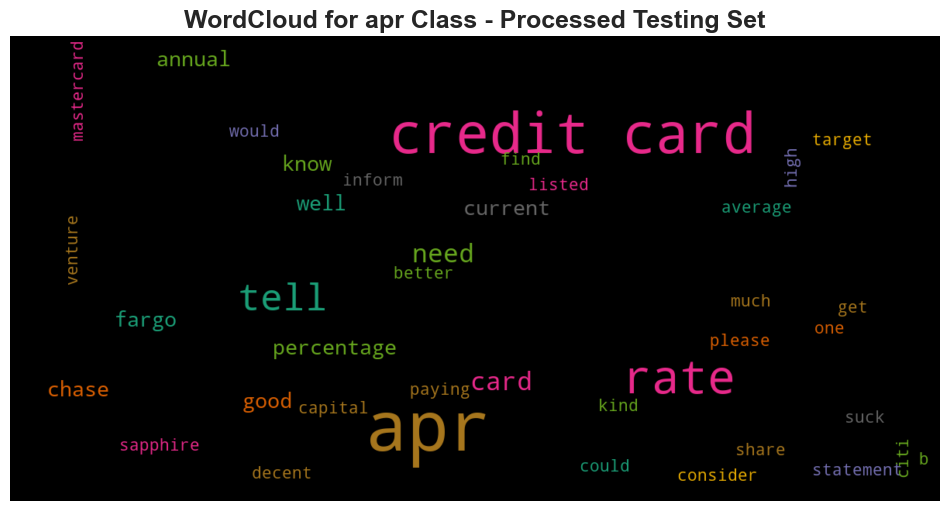 WordCloud for apr Class - Processed Testing Set
mastercard
annual
would
credit card
target
know
find
high
inform
listed
well
current
average
venture
need
better
tell
much
get
fargo
one
percentage
please
chase
paying
card
rate
good
capital
kind
apr
suck
sapphire
share
citi
b
decent
could
consider
statement